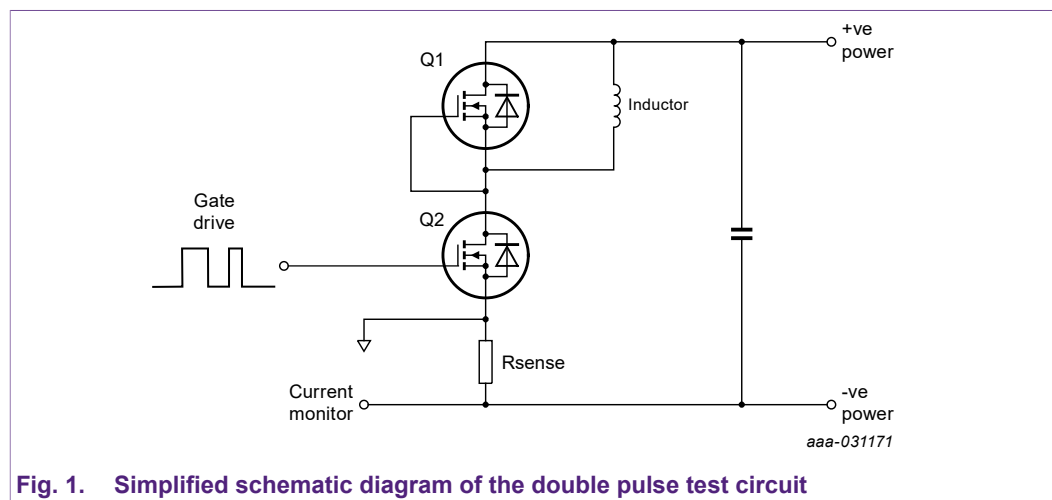 +ve
power
Q1
Inductor
Gate
drive
Q2
Rsense
Current
monitor
-ve
power
aaa-031171
Fig. 1. Simplified schematic diagram of the double pulse test circuit